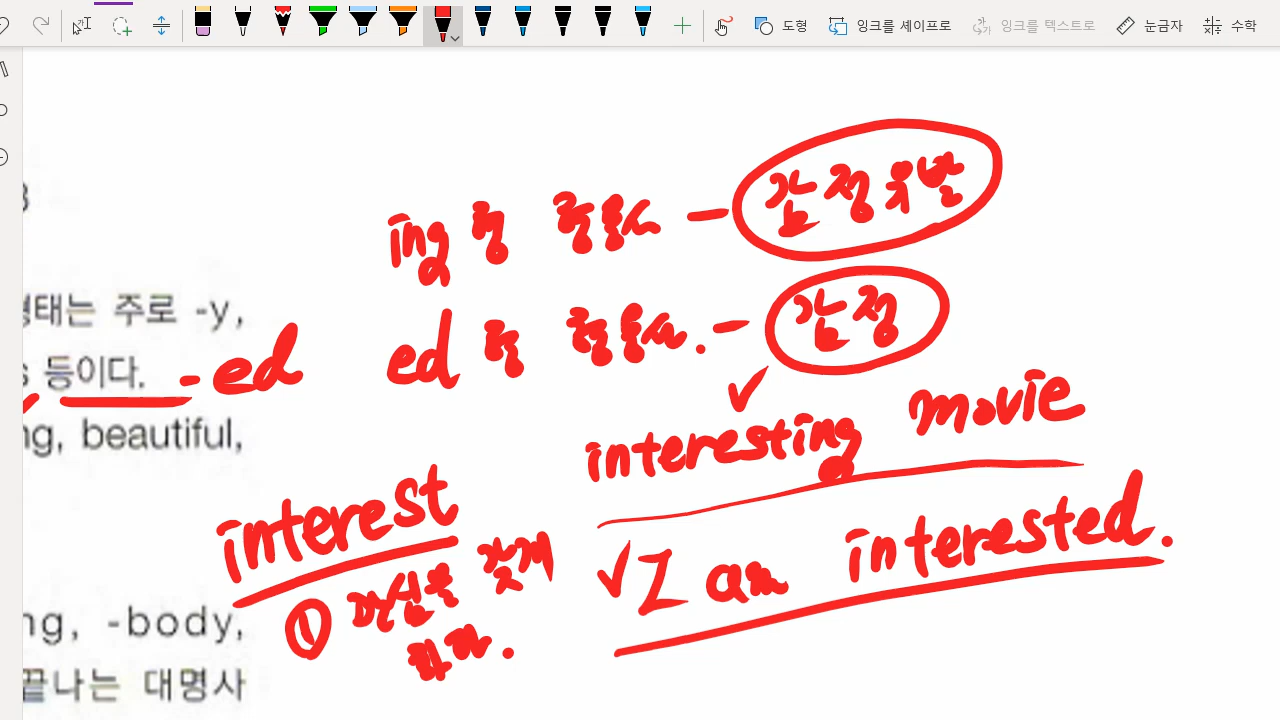 도형 잉크를 셰이프로 잉크를 텍스트로 눈금자 수학
ing 형 형용사 - 감정유발
형태는 주로 -y,
ed 형 형용사. - 감정
등이다. - ed
ng, beautiful,
interesting movie
interest
I am interested.
① 관심을 갖게
하다.
ng, -body,
끝나는 대명사